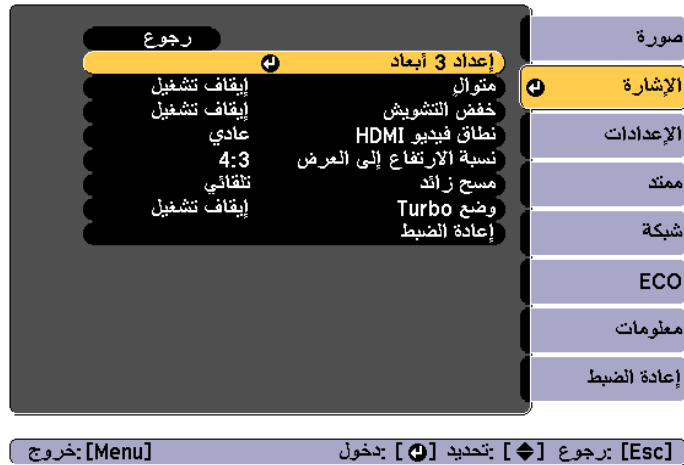 صورة
الإشارة
الإعدادات
ممتد
شبكة
ECO
معلومات
إعادة الضبط
رجوع
إعداد 3 أبعاد
متوالٍ إيقاف تشغيل
خفض التشويش إيقاف تشغيل
نطاق فيديو HDMI عادي
نسبة الارتفاع إلى العرض 4:3
مسح زائد تلقائي
وضع Turbo إيقاف تشغيل
إعادة الضبط
[Esc] :رجوع [ ] :تحديد [ ] :دخول [Menu] :خروج